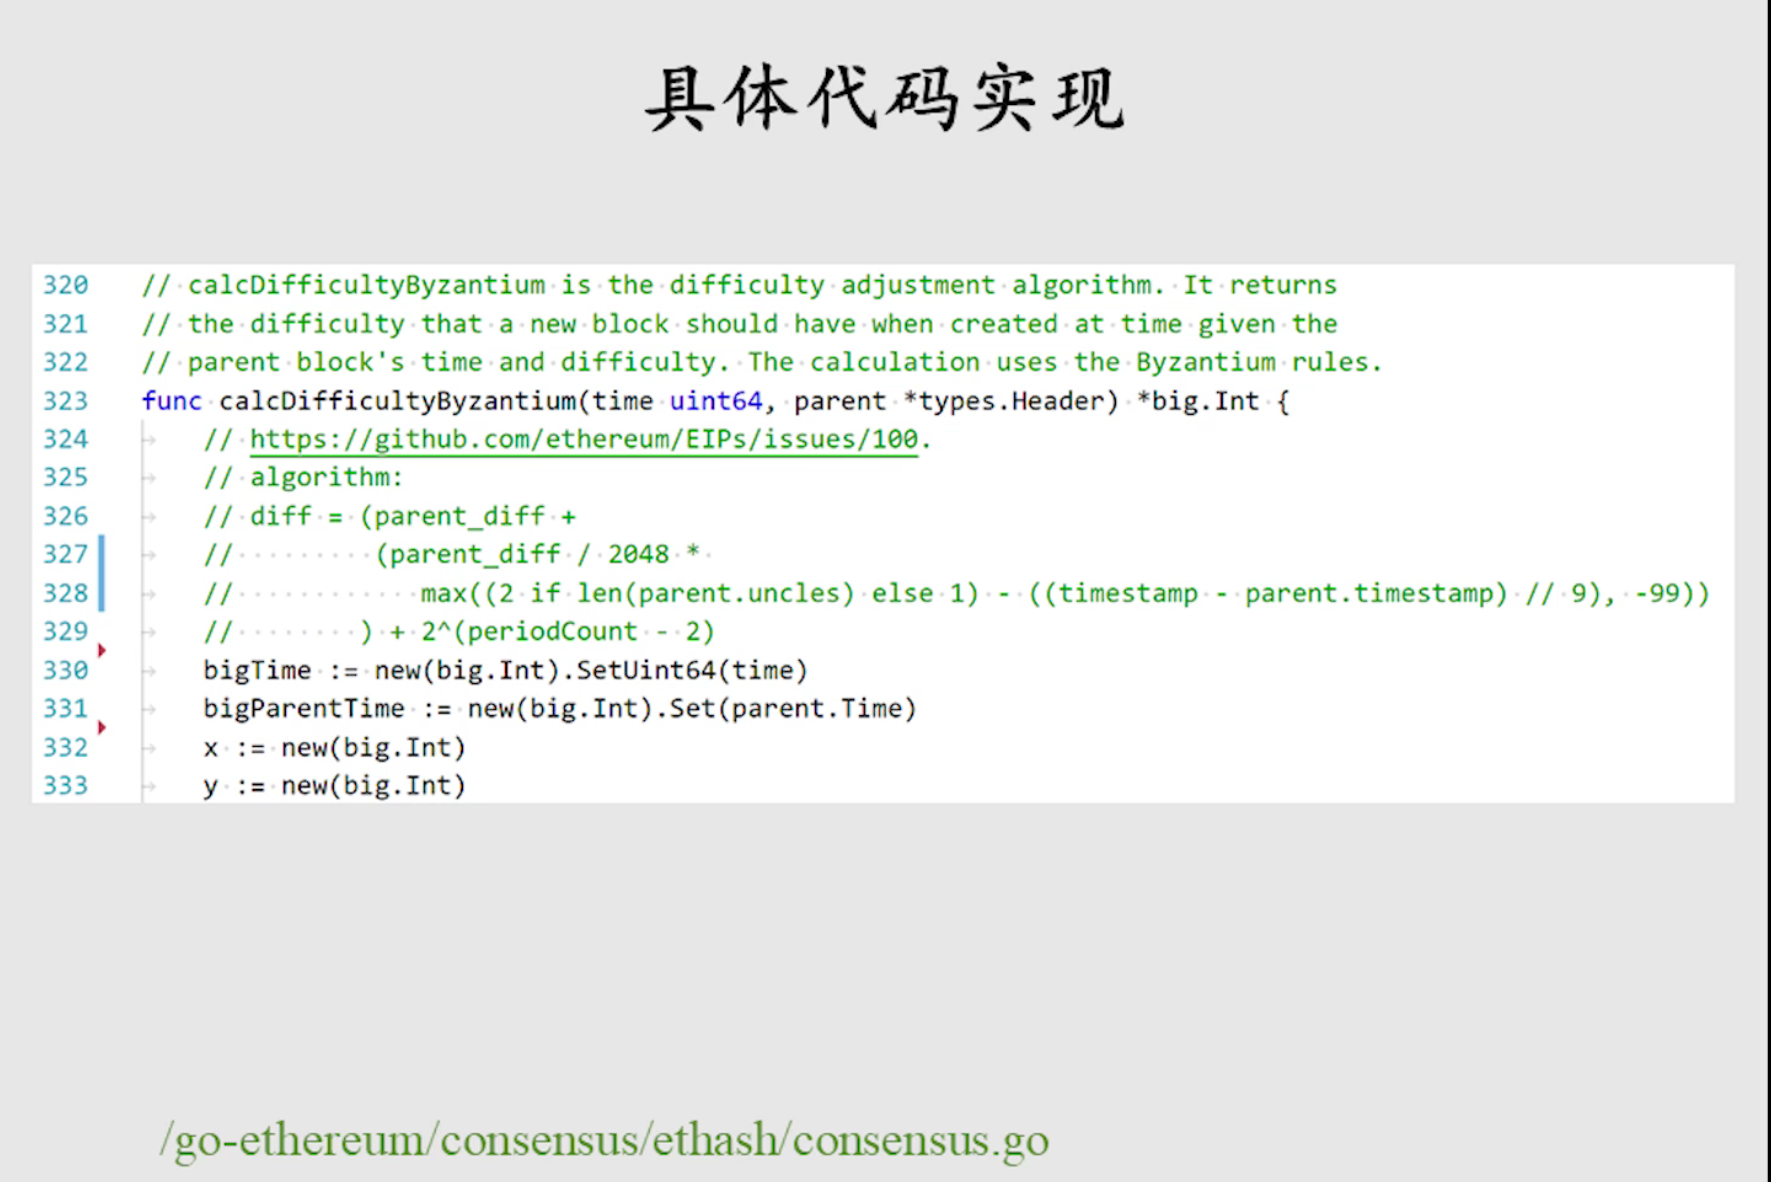 具体代码实现
320 // calcDifficultyByzantium is the difficulty adjustment algorithm. It returns
321 // the difficulty that a new block should have when created at time given the
322 // parent block's time and difficulty. The calculation uses the Byzantium rules.
323 func calcDifficultyByzantium(time uint64, parent *types.Header) *big.Int {
324 // https://github.com/ethereum/EIPs/issues/100.
325 // algorithm:
326 // diff = (parent_diff +
327 // (parent_diff / 2048 *
328 // max((2 if len(parent.uncles) else 1) - ((timestamp - parent.timestamp) // 9), -99))
329 // ) + 2^(periodCount - 2)
330 bigTime := new(big.Int).SetUint64(time)
331 bigParentTime := new(big.Int).Set(parent.Time)
332 x := new(big.Int)
333 y := new(big.Int)
/go-ethereum/consensus/ethash/consensus.go